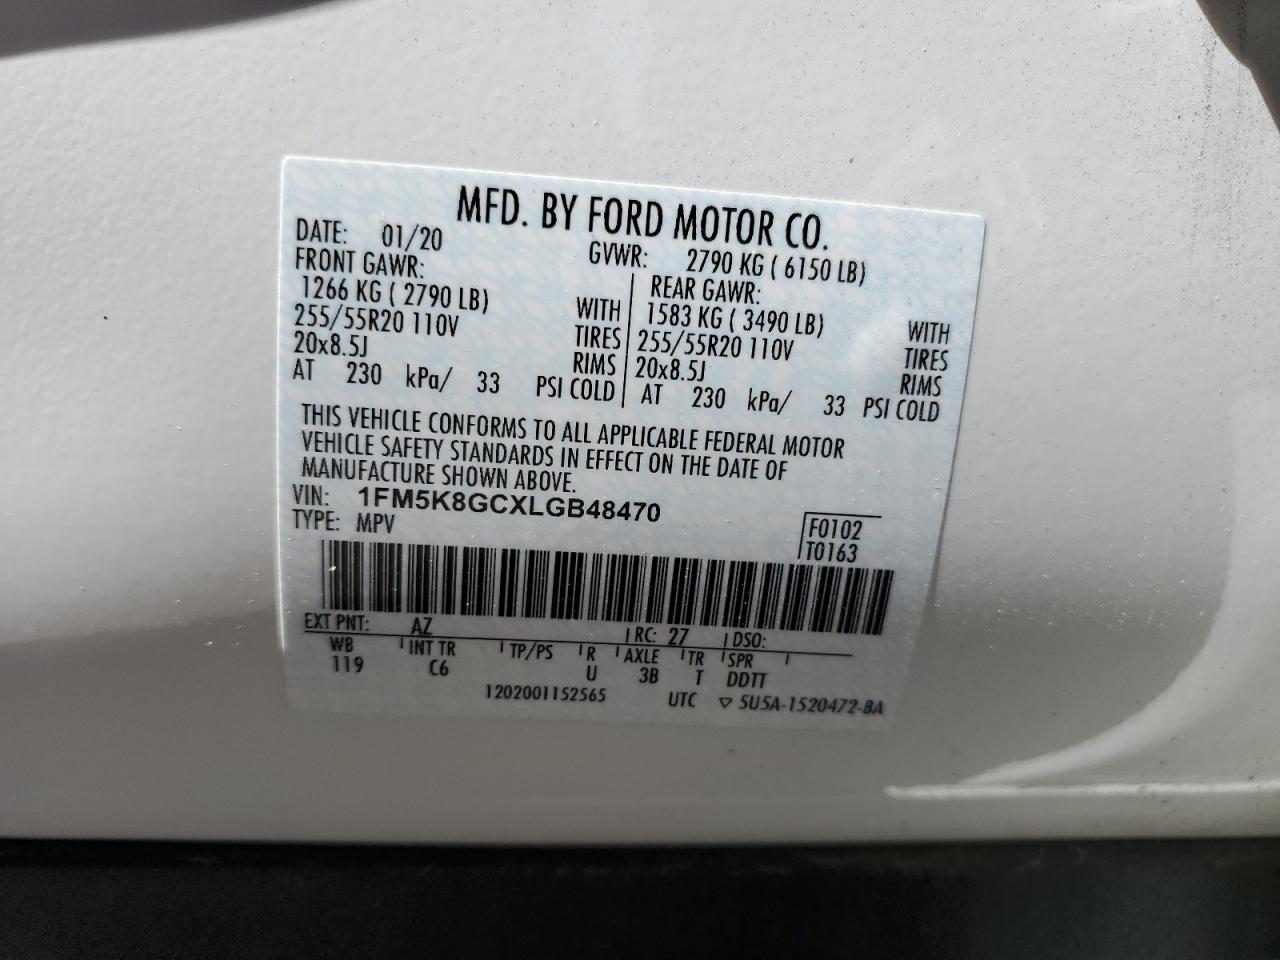 MFD. BY FORD MOTOR CO.
DATE: 01/20 GVWR: 2790 KG ( 6150 LB)
FRONT GAWR: REAR GAWR:
1266 KG ( 2790 LB) WITH 1583 KG ( 3490 LB) WITH
255/55R20 110V TIRES 255/55R20 110V TIRES
20x8.5J RIMS 20x8.5J RIMS
AT 230 kPa/ 33 PSI COLD AT 230 kPa/ 33 PSI COLD
THIS VEHICLE CONFORMS TO ALL APPLICABLE FEDERAL MOTOR
VEHICLE SAFETY STANDARDS IN EFFECT ON THE DATE OF
MANUFACTURE SHOWN ABOVE.
VIN: 1FM5K8GCXLGB48470
TYPE: MPV
F0102
T0163
EXT PNT: AZ RC: 27 DSO:
WB INT TR TP/PS R AXLE TR SPR
119 C6 U 3B T DDTT
1202001152565 UTC ▽ 5U5A-1520472-BA